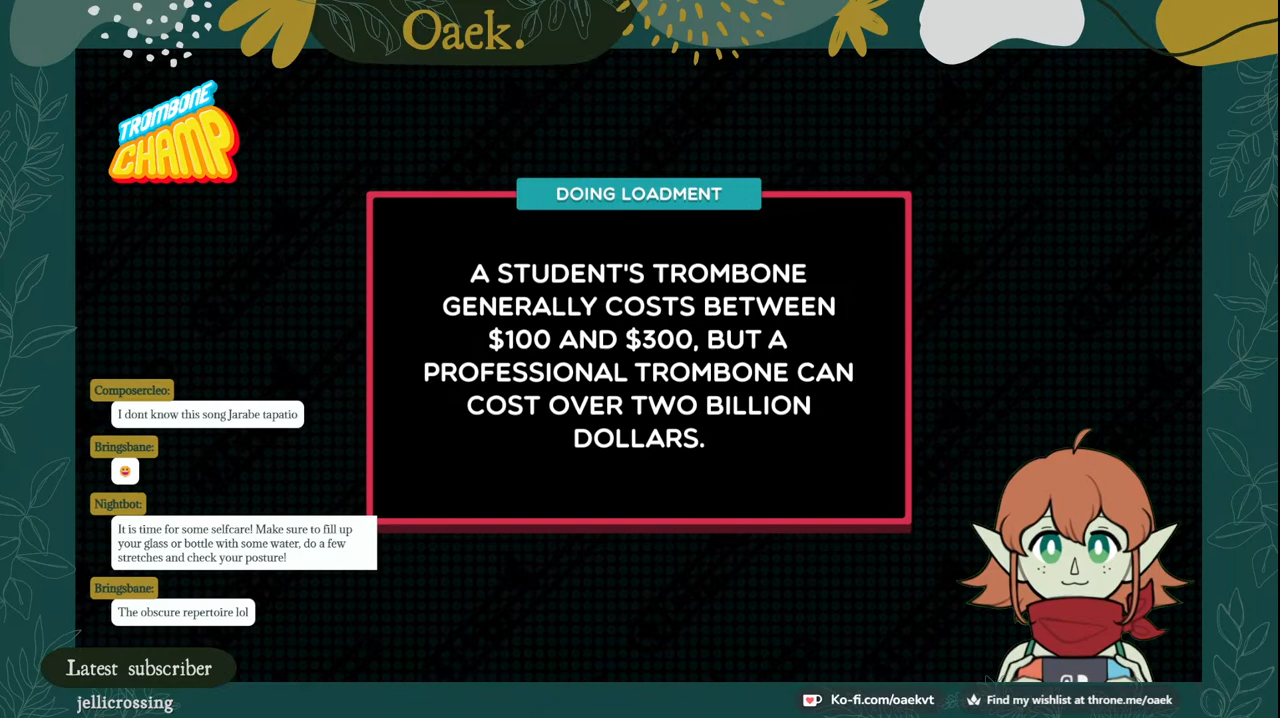 Oaek.
TROMBONE
CHAMP
DOING LOADMENT
A STUDENT'S TROMBONE
GENERALLY COSTS BETWEEN
$100 AND $300, BUT A
PROFESSIONAL TROMBONE CAN
COST OVER TWO BILLION
DOLLARS.
Composercleo:
I dont know this song Jarabe tapatio
Bringsbane:
Nightbot:
It is time for some selfcare! Make sure to fill up
your glass or bottle with some water, do a few
stretches and check your posture!
Bringsbane:
The obscure repertoire lol
Latest subscriber
jellicrossing
Ko-fi.com/oaekvt
Find my wishlist at throne.me/oaek